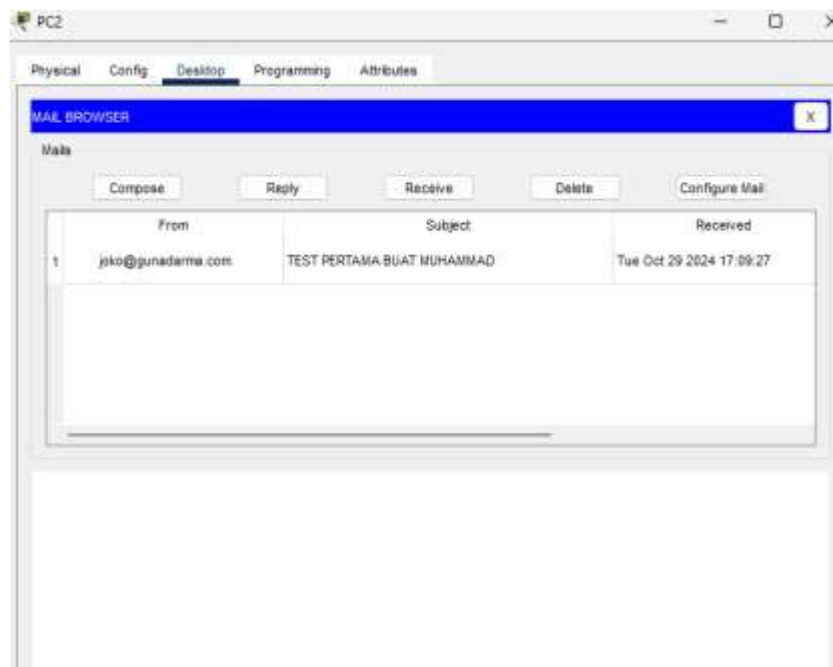 PC2
Physical Config Desktop Programming Attributes
MAIL BROWSER
X
Mails
Compose Reply Receive Delete Configure Mail
From Subject Received
1 joko@gunadarma.com TEST PERTAMA BUAT MUHAMMAD Tue Oct 29 2024 17:09:27